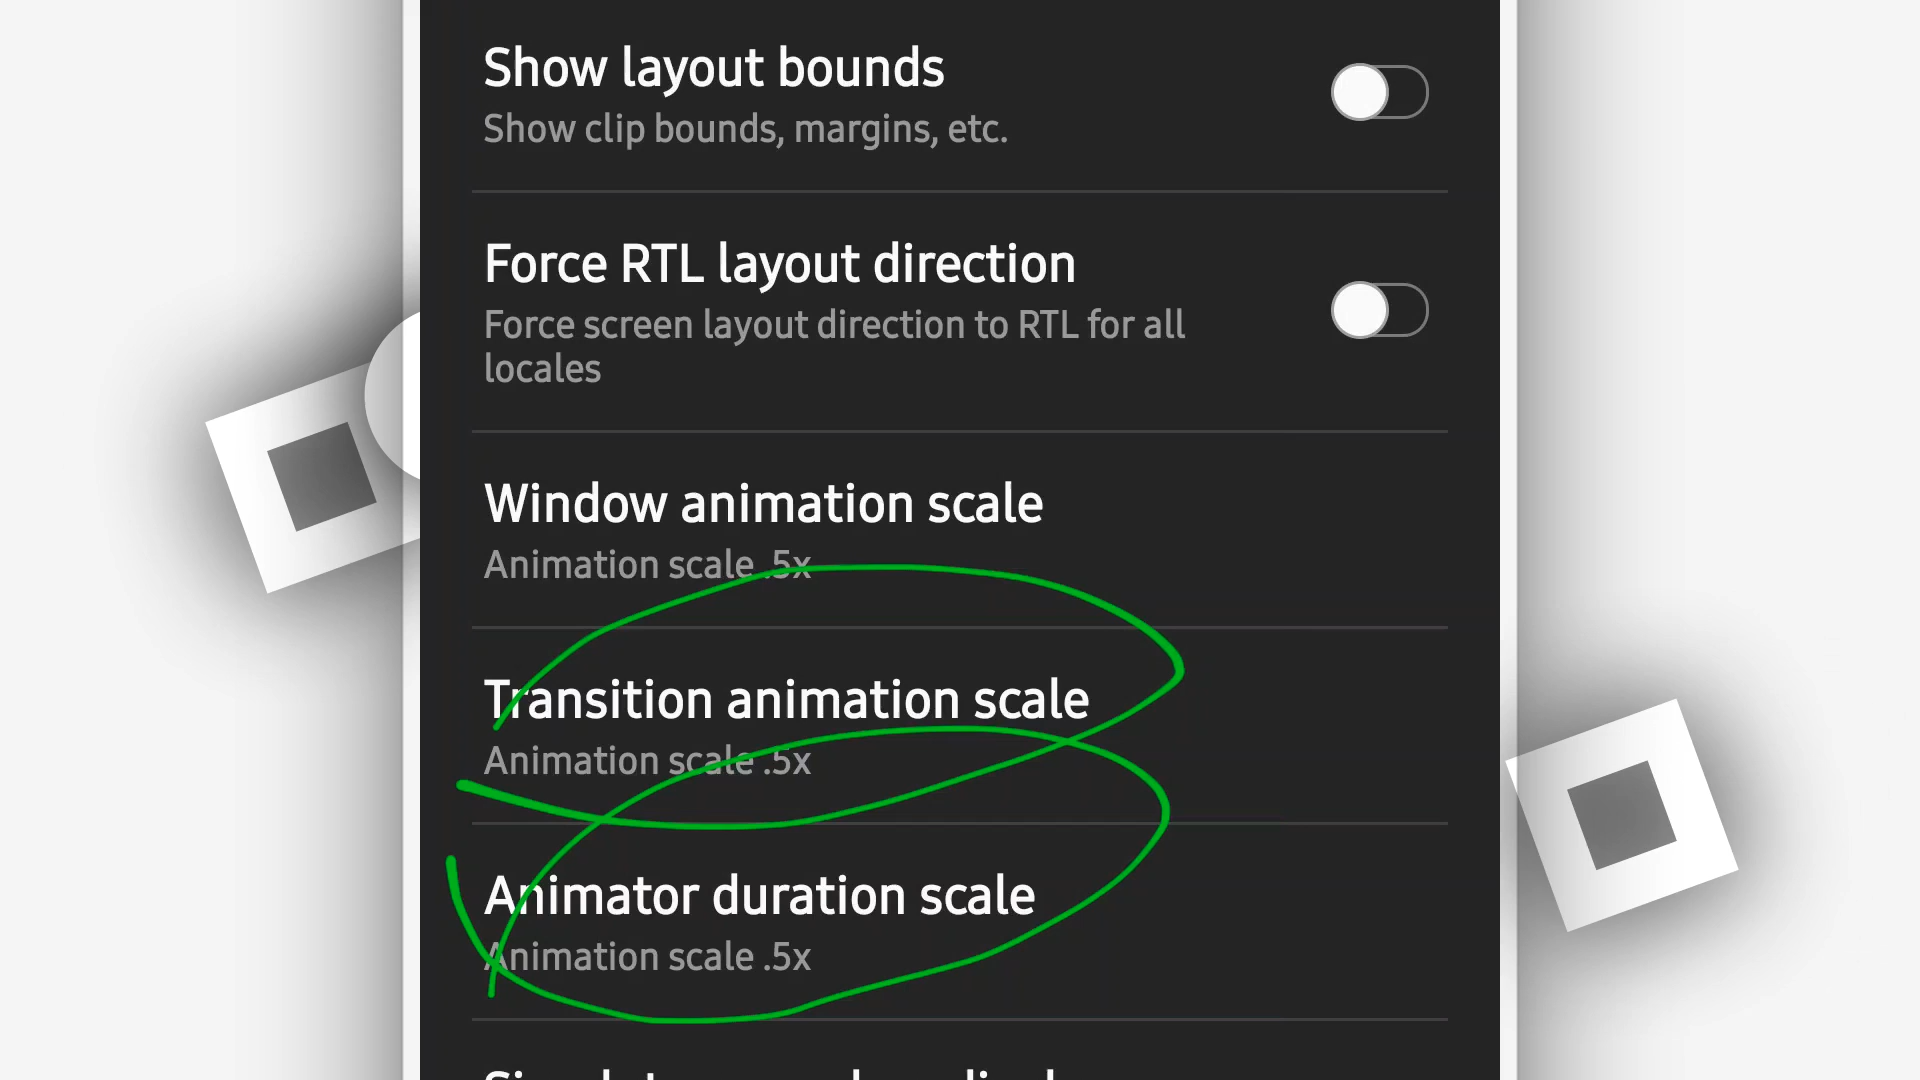 Show layout bounds
Show clip bounds, margins, etc.
Force RTL layout direction
Force screen layout direction to RTL for all
locales
Window animation scale
Animation scale .5x
Transition animation scale
Animation scale .5x
Animator duration scale
Animation scale .5x